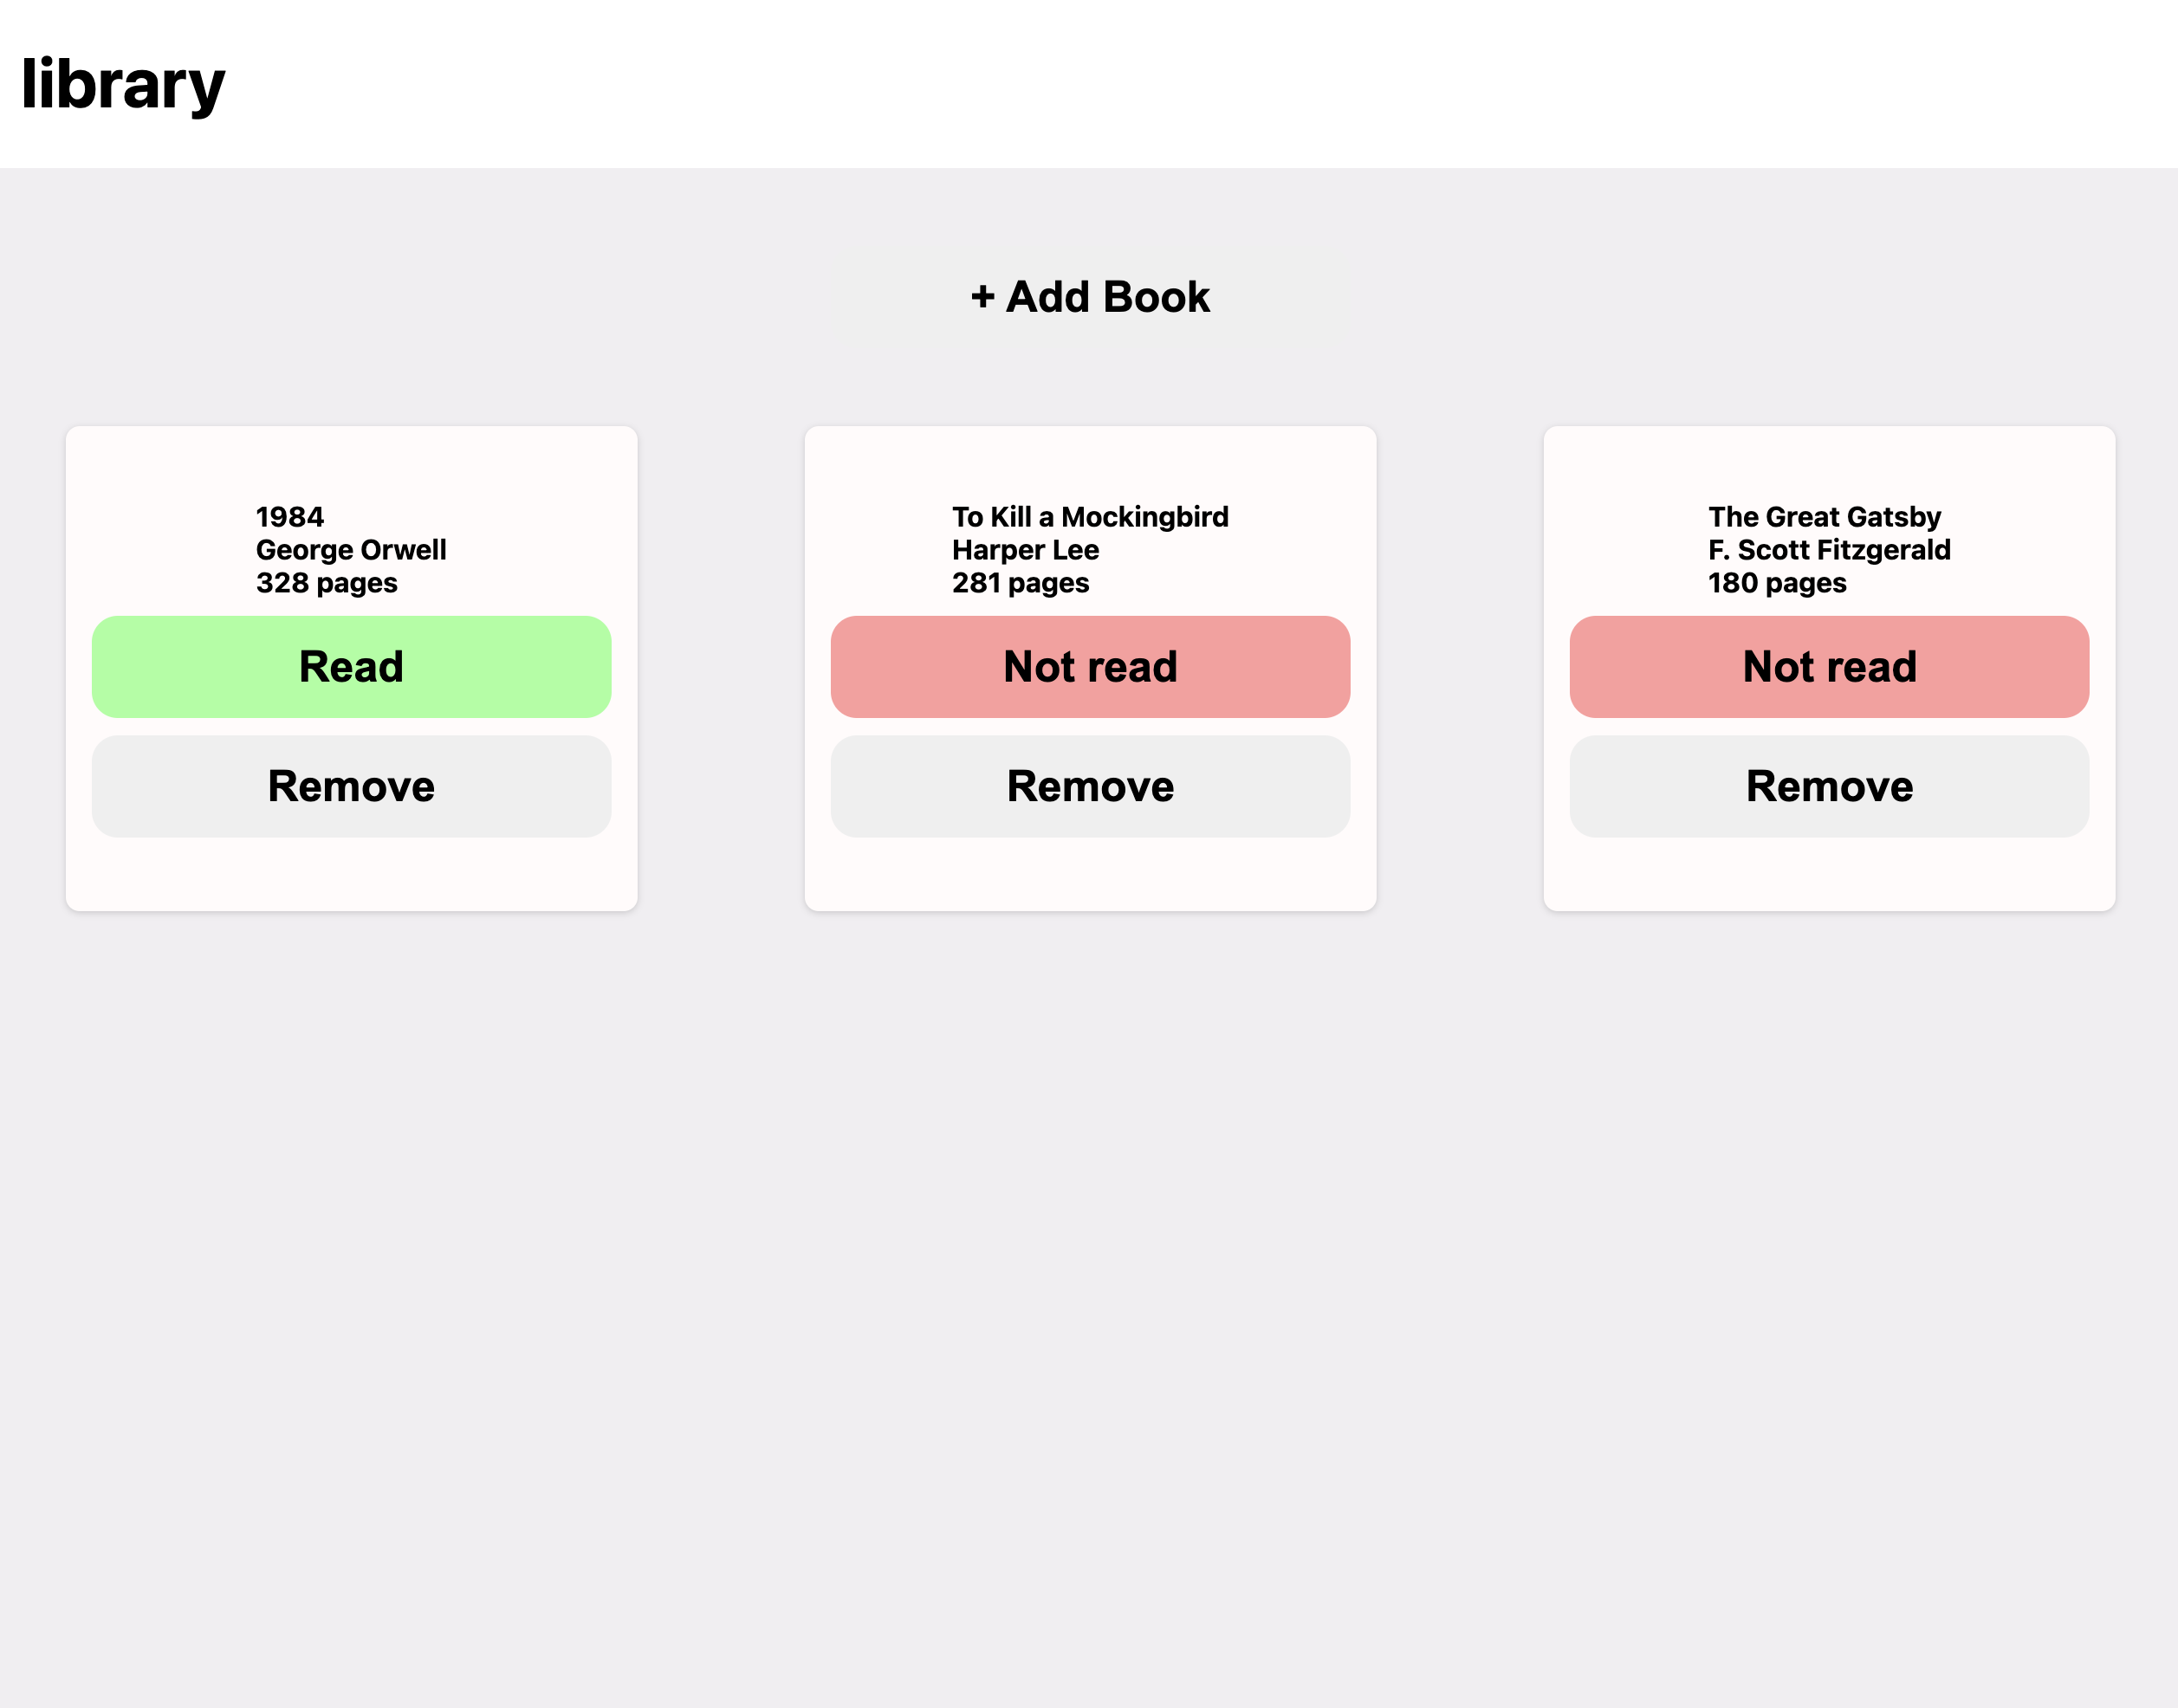 library
+ Add Book
1984
George Orwell
328 pages
Read
Remove
To Kill a Mockingbird
Harper Lee
281 pages
Not read
Remove
The Great Gatsby
F. Scott Fitzgerald
180 pages
Not read
Remove